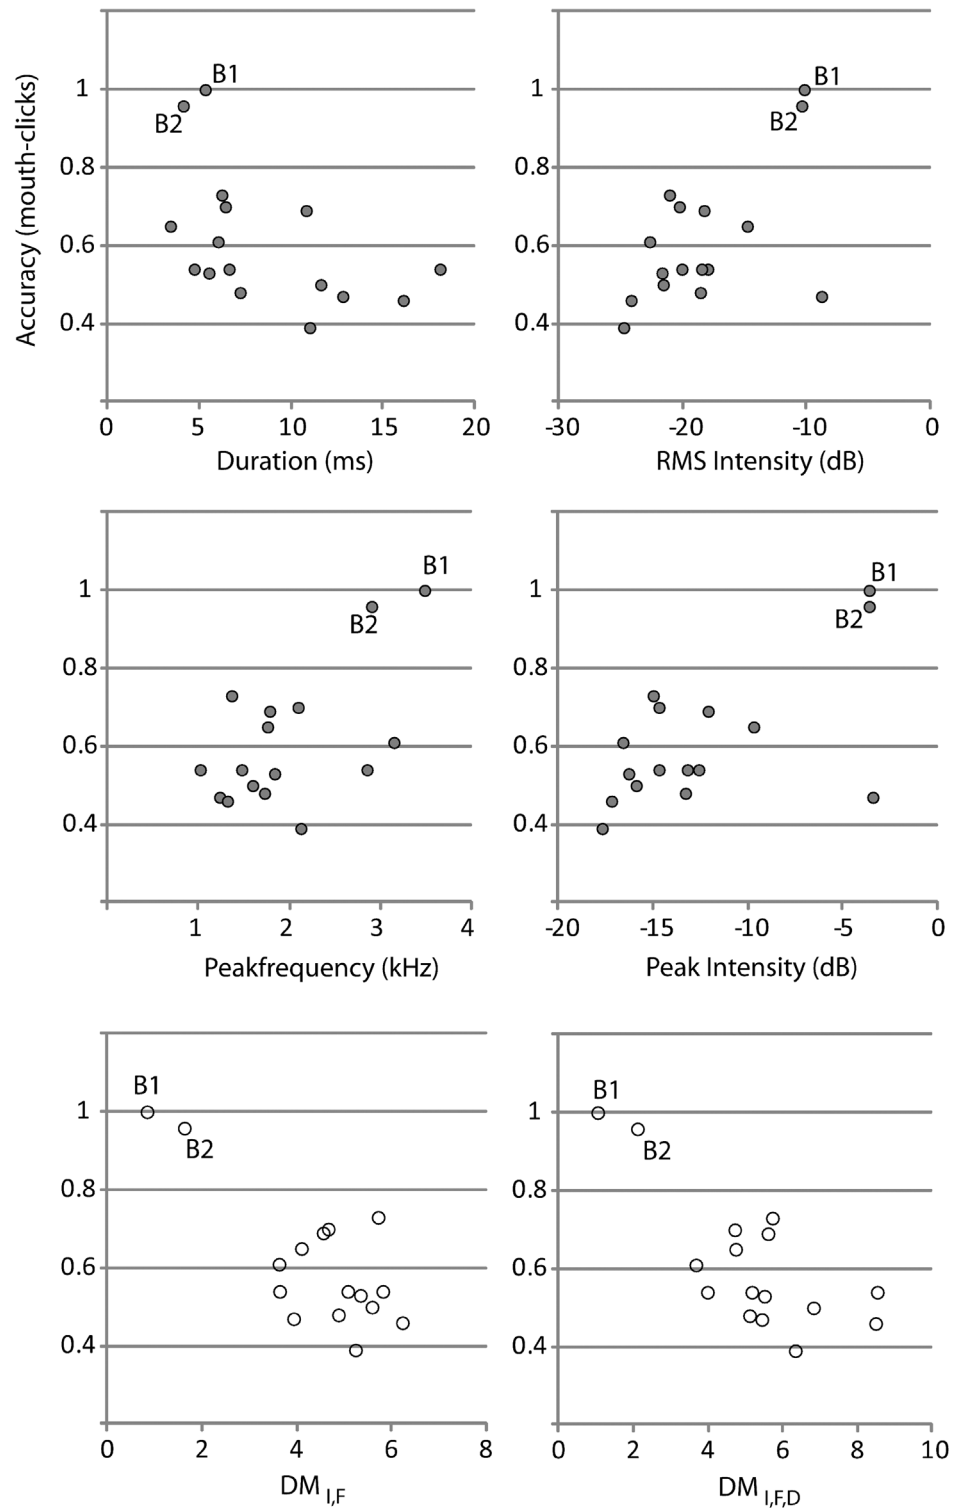 Accuracy (mouth-clicks)
1
0.8
0.6
0.4
B1
B2
0 5 10 15 20
Duration (ms)
1
0.8
0.6
0.4
B1
B2
-30 -20 -10 0
RMS Intensity (dB)
1
0.8
0.6
0.4
B1
B2
1 2 3 4
Peakfrequency (kHz)
1
0.8
0.6
0.4
B1
B2
-20 -15 -10 -5 0
Peak Intensity (dB)
B1
1
B2
0.8
0.6
0.4
0 2 4 6 8
DM I,F
B1
1
B2
0.8
0.6
0.4
0 2 4 6 8 10
DM I,F,D